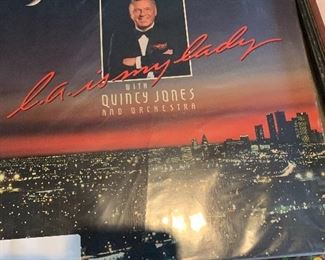 L.A. is my lady
WITH
QUINCY JONES
AND ORCHESTRA